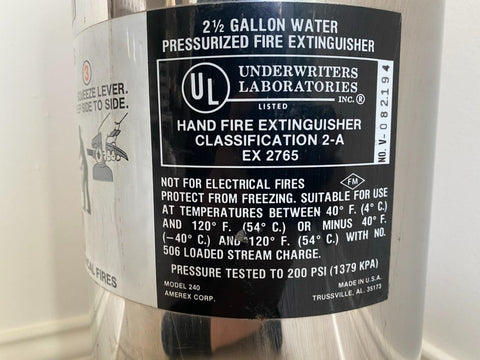 2½ GALLON WATER
PRESSURIZED FIRE EXTINGUISHER
UL
UNDERWRITERS
LABORATORIES
INC.®
LISTED
HAND FIRE EXTINGUISHER
CLASSIFICATION 2-A
EX 2765
NO. V-082194
NOT FOR ELECTRICAL FIRES
FM
PROTECT FROM FREEZING. SUITABLE FOR USE
AT TEMPERATURES BETWEEN 40° F. (4° C.)
AND 120° F. (54° C.) OR MINUS 40° F.
(-40° C.) AND 120° F. (54° C.) WITH NO.
506 LOADED STREAM CHARGE.
PRESSURE TESTED TO 200 PSI (1379 KPA)
MODEL 240
AMEREX CORP.
MADE IN U.S.A.
TRUSSVILLE, AL. 35173
3
SQUEEZE LEVER.
SIDE TO SIDE.
FIRES